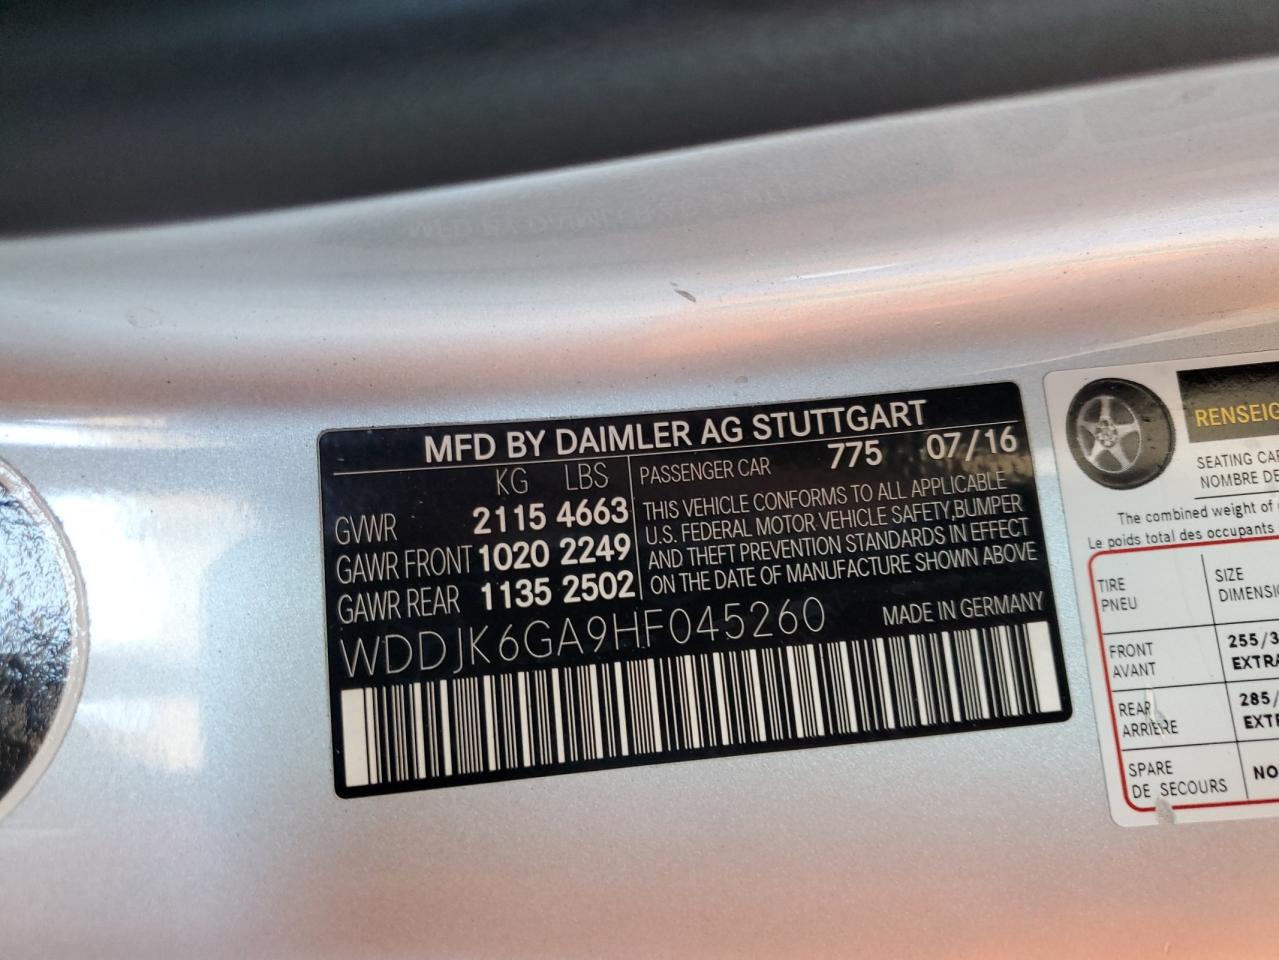 MFD BY DAIMLER AG STUTTGART
KG LBS PASSENGER CAR 775 07/16
GVWR 2115 4663
GAWR FRONT 1020 2249
GAWR REAR 1135 2502
THIS VEHICLE CONFORMS TO ALL APPLICABLE
U.S. FEDERAL MOTOR VEHICLE SAFETY,BUMPER
AND THEFT PREVENTION STANDARDS IN EFFECT
ON THE DATE OF MANUFACTURE SHOWN ABOVE
WDDJK6GA9HF045260 MADE IN GERMANY
RENSEIG
SEATING CA
NOMBRE DE
The combined weight of
Le poids total des occupants
TIRE SIZE
PNEU DIMENSI
FRONT 255/3
AVANT EXTRA
REAR 285/
ARRIÈRE EXT
SPARE NO
DE SECOURS